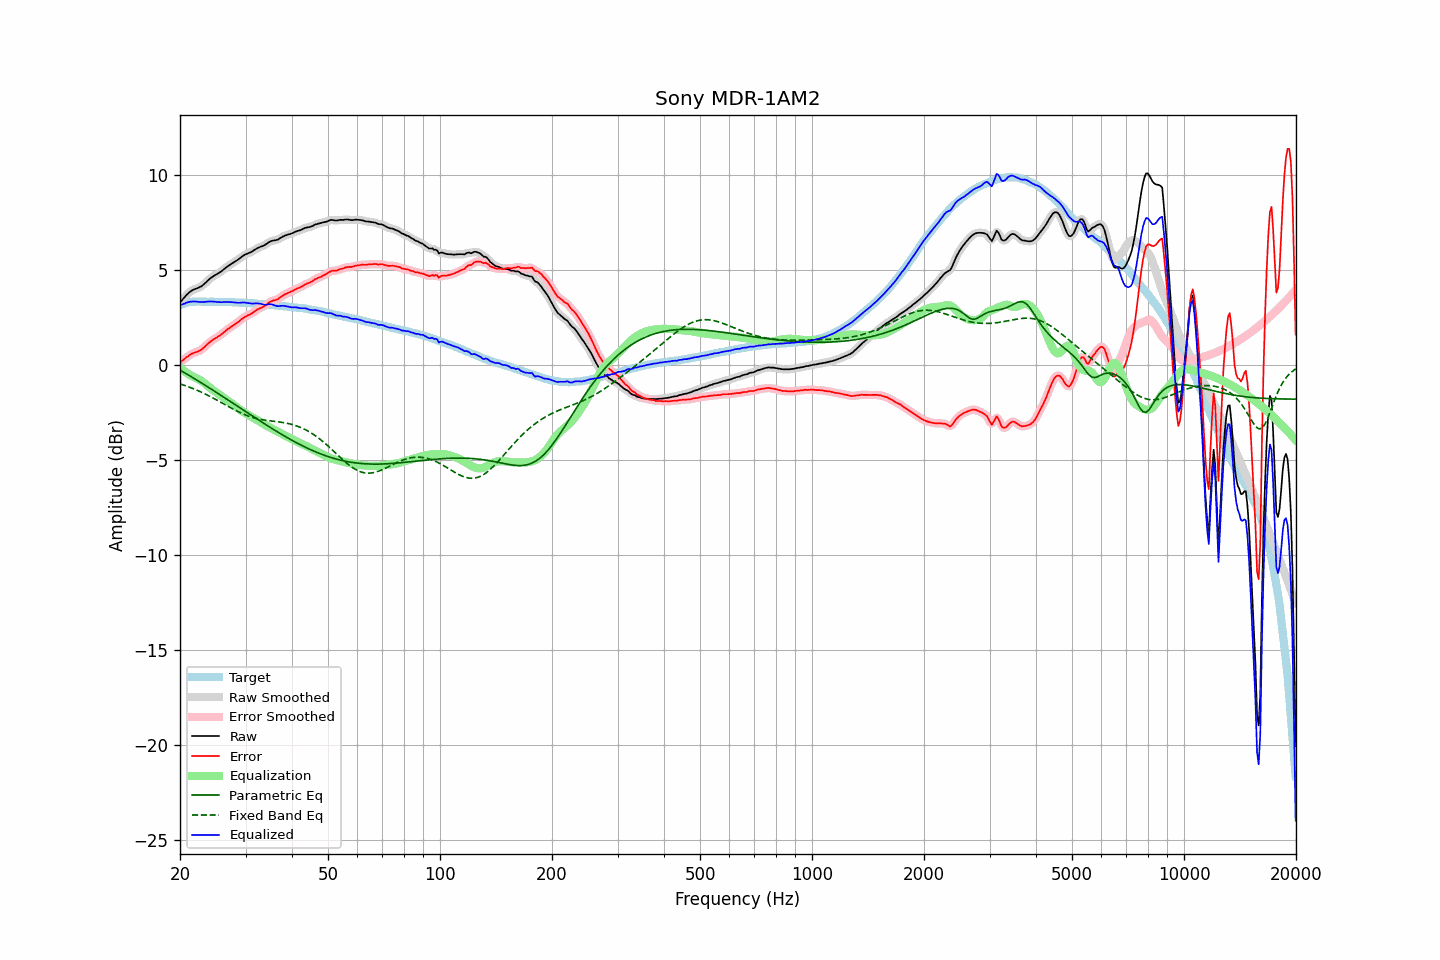 Sony MDR-1AM2
10
5
0
−5
−10
−15
−20
−25
Amplitude (dBr)
Target
Raw Smoothed
Error Smoothed
Raw
Error
Equalization
Parametric Eq
Fixed Band Eq
Equalized
20 50 100 200 500 1000 2000 5000 10000 20000
Frequency (Hz)